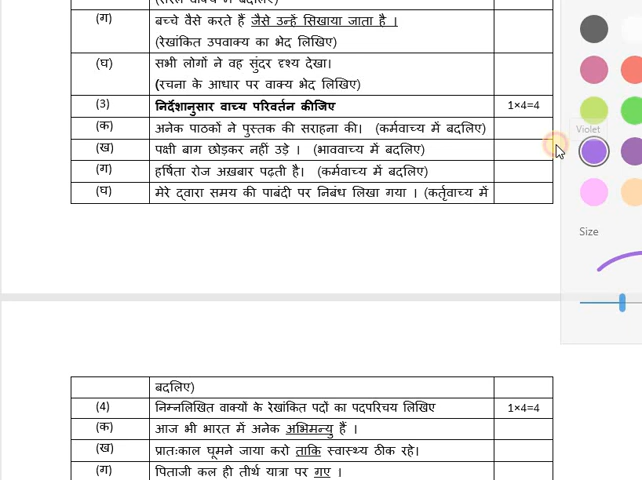 (ग) बच्चे वैसे करते हैं जैसे उन्हें सिखाया जाता है ।
(रेखांकित उपवाक्य का भेद लिखिए)
(घ) सभी लोगों ने वह सुंदर दृश्य देखा।
(रचना के आधार पर वाक्य भेद लिखिए)
(3) निर्देशानुसार वाच्य परिवर्तन कीजिए 1×4=4
(क) अनेक पाठकों ने पुस्तक की सराहना की। (कर्मवाच्य में बदलिए)
(ख) पक्षी बाग छोड़कर नहीं उड़े । (भाववाच्य में बदलिए)
(ग) हर्षिता रोज अख़बार पढ़ती है। (कर्मवाच्य में बदलिए)
(घ) मेरे द्वारा समय की पाबंदी पर निबंध लिखा गया । (कर्तृवाच्य में
बदलिए)
(4) निम्नलिखित वाक्यों के रेखांकित पदों का पदपरिचय लिखिए 1×4=4
(क) आज भी भारत में अनेक अभिमन्यु हैं ।
(ख) प्रातःकाल घूमने जाया करो ताकि स्वास्थ्य ठीक रहे।
(ग) पिताजी कल ही तीर्थ यात्रा पर गए ।
Violet
Size